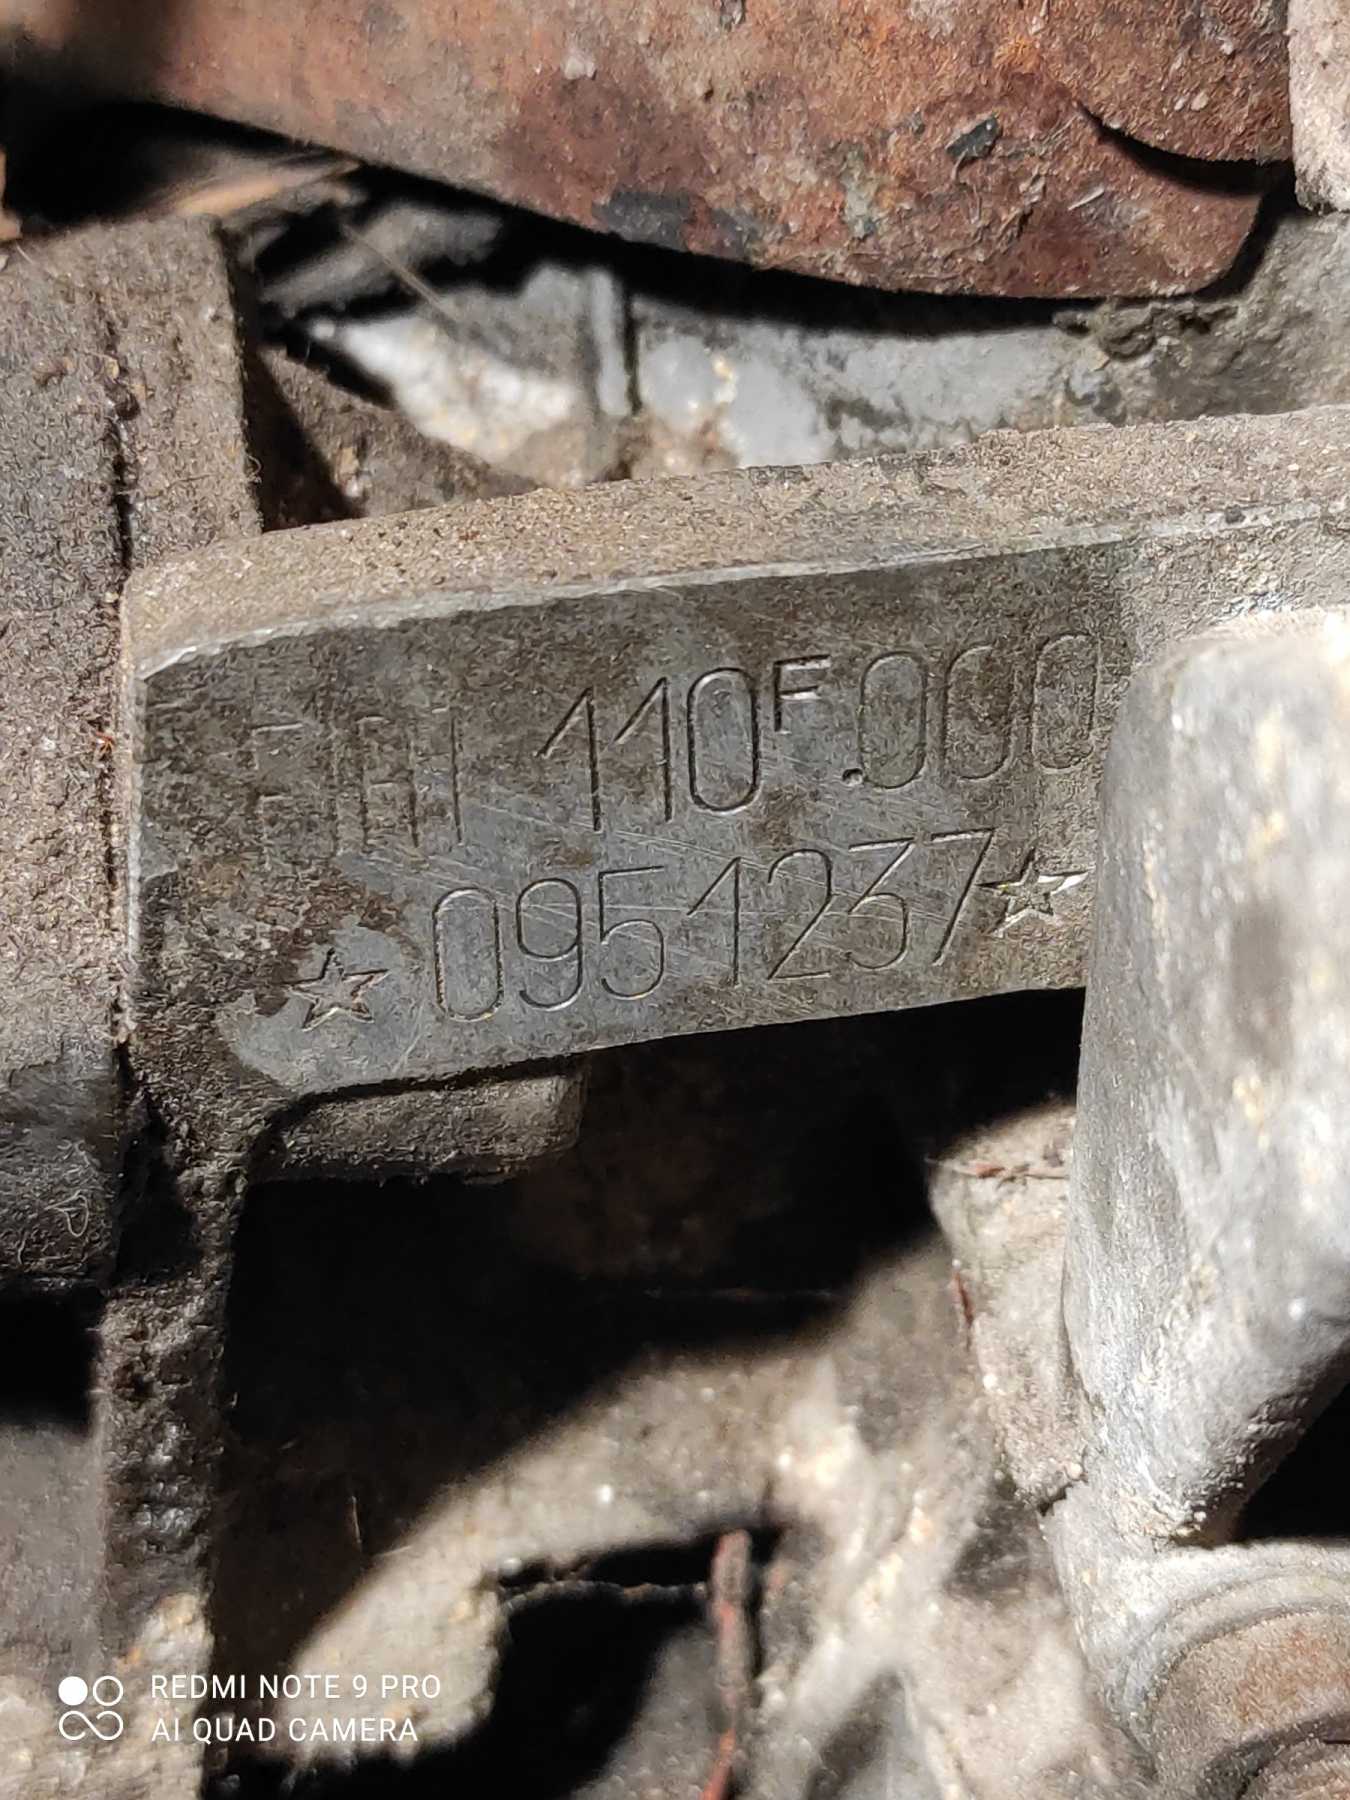 110F.000
☆0951237☆
REDMI NOTE 9 PRO
AI QUAD CAMERA